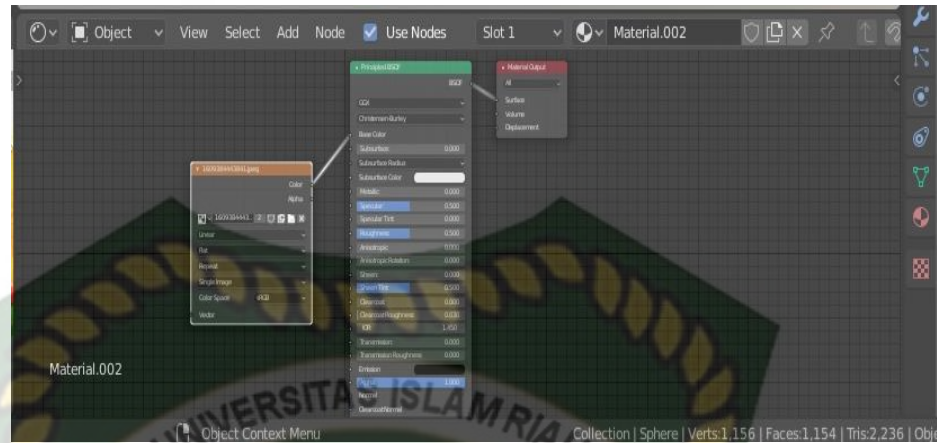 Object View Select Add Node Use Nodes Slot 1 Material.002
Principled BSDF
BSDF
GGX
Christensen-Burley
Base Color
Subsurface 0.000
Subsurface Radius
Subsurface Color
Metallic 0.000
Specular 0.500
Specular Tint 0.000
Roughness 0.500
Anisotropic 0.000
Anisotropic Rotation 0.000
Sheen 0.000
Sheen Tint 0.500
Clearcoat 0.000
Clearcoat Roughness 0.030
IOR 1.450
Transmission 0.000
Transmission Roughness 0.000
Emission
Alpha 1.000
Normal
Clearcoat Normal
Material Output
All
Surface
Volume
Displacement
Color
Alpha
2
Linear
Flat
Repeat
Single Image
Color Space sRGB
Vector
Material.002
UNIVERSITAS ISLAM RIA
Object Context Menu Collection | Sphere | Verts:1,156 | Faces:1,154 | Tris:2,236 | Obje